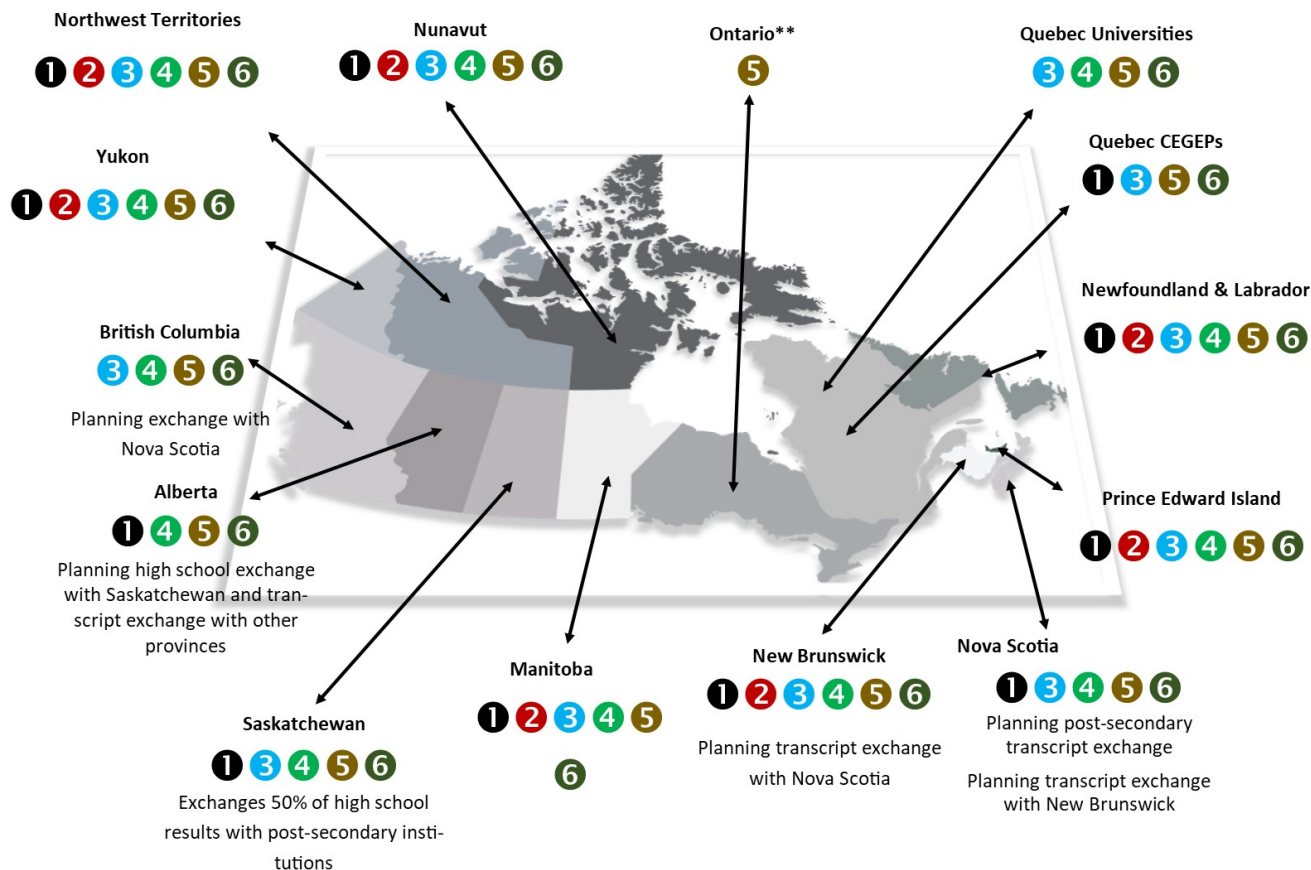 Northwest Territories
1 2 3 4 5 6
Nunavut
1 2 3 4 5 6
Ontario**
5
Quebec Universities
3 4 5 6
Quebec CEGEPs
1 3 5 6
Yukon
1 2 3 4 5 6
Newfoundland & Labrador
1 2 3 4 5 6
British Columbia
3 4 5 6
Planning exchange with
Nova Scotia
Alberta
1 4 5 6
Planning high school exchange
with Saskatchewan and tran-
script exchange with other
provinces
Prince Edward Island
1 2 3 4 5 6
Saskatchewan
1 3 4 5 6
Exchanges 50% of high school
results with post-secondary insti-
tutions
Manitoba
1 2 3 4 5
6
New Brunswick
1 2 3 4 5 6
Planning transcript exchange
with Nova Scotia
Nova Scotia
1 3 4 5 6
Planning post-secondary
transcript exchange
Planning transcript exchange
with New Brunswick